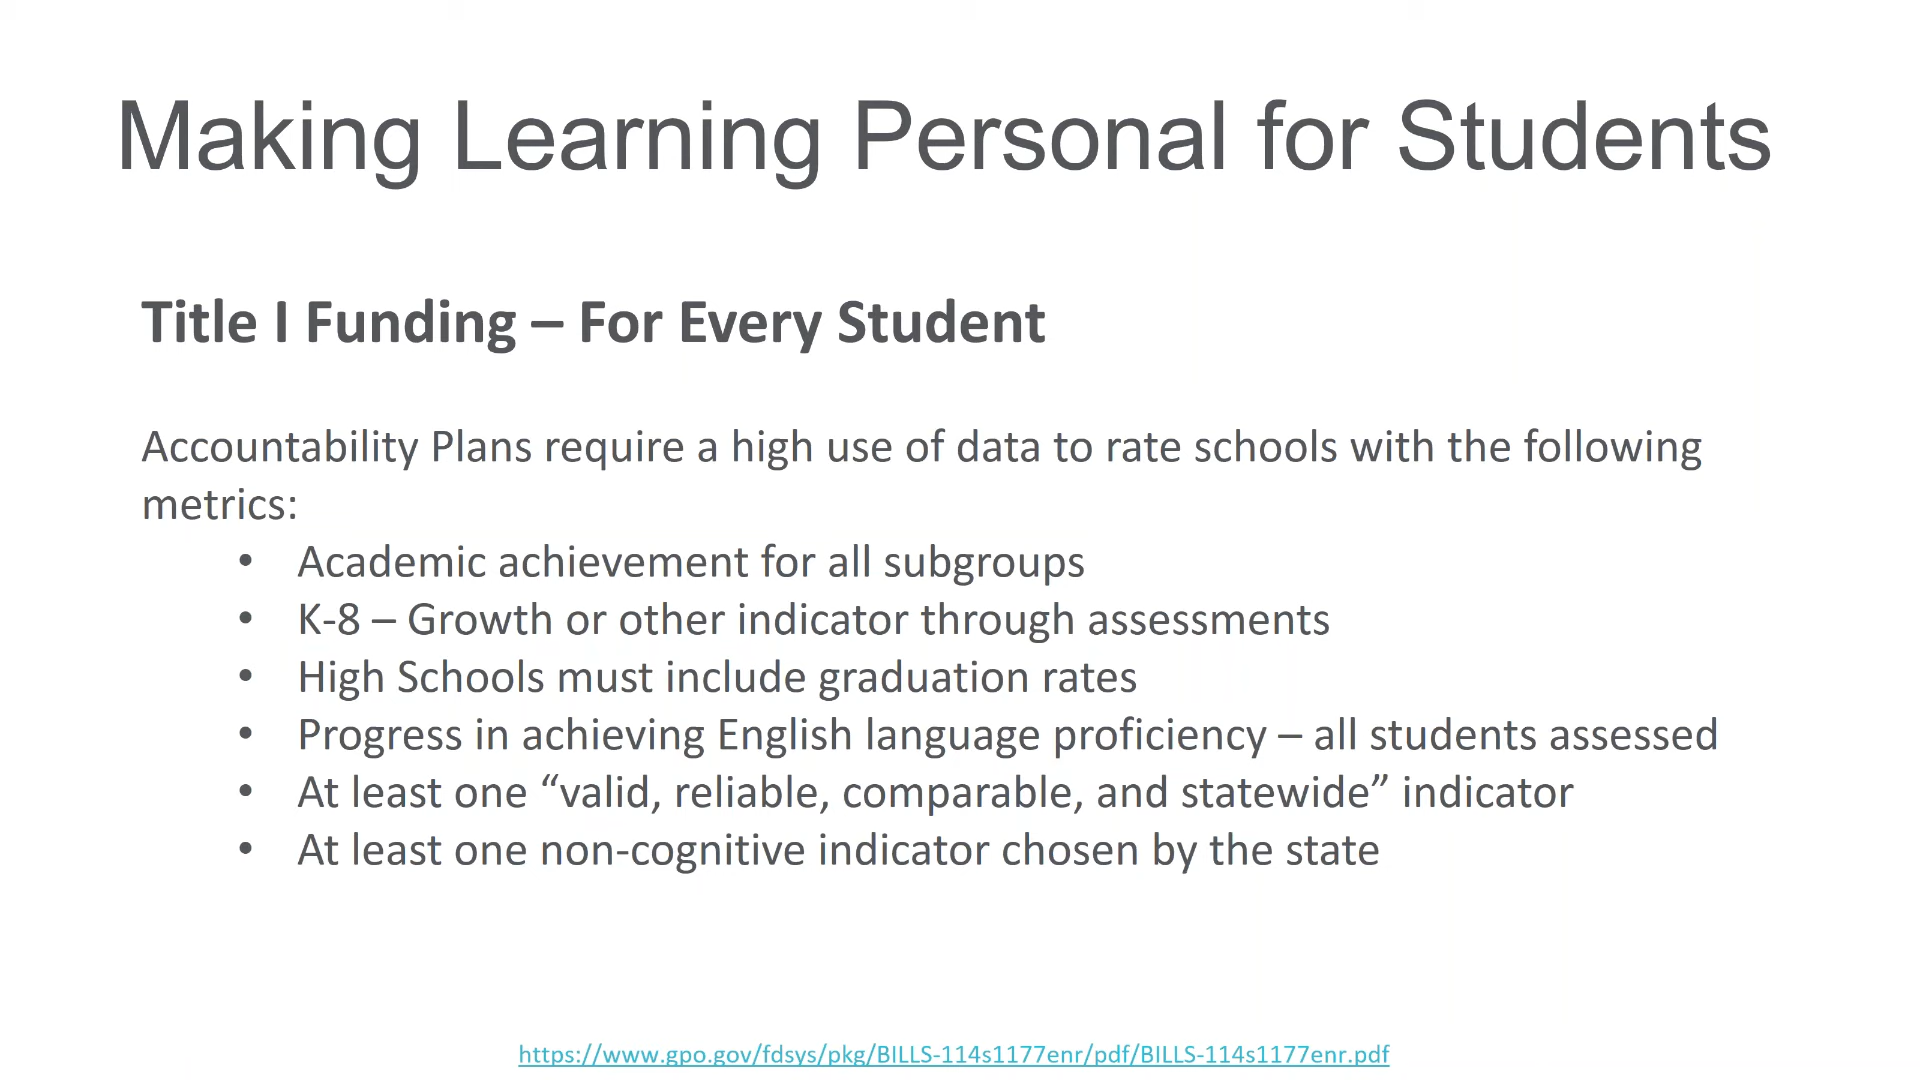 Making Learning Personal for Students
Title I Funding – For Every Student
Accountability Plans require a high use of data to rate schools with the following
metrics:
• Academic achievement for all subgroups
• K-8 – Growth or other indicator through assessments
• High Schools must include graduation rates
• Progress in achieving English language proficiency – all students assessed
• At least one “valid, reliable, comparable, and statewide” indicator
• At least one non-cognitive indicator chosen by the state
https://www.gpo.gov/fdsys/pkg/BILLS-114s1177enr/pdf/BILLS-114s1177enr.pdf